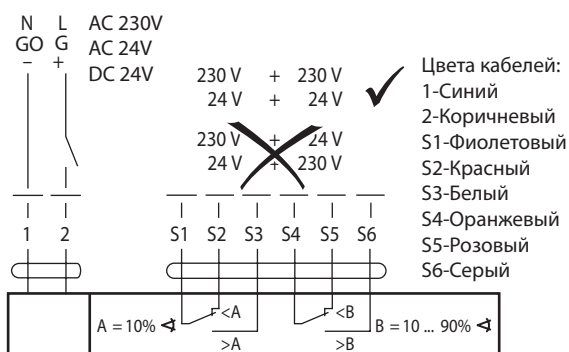 N L AC 230V
GO G AC 24V
– + DC 24V
230 V + 230 V
24 V + 24 V
230 V + 24 V
24 V + 230 V
Цвета кабелей:
1-Синий
2-Коричневый
S1-Фиолетовый
S2-Красный
S3-Белый
S4-Оранжевый
S5-Розовый
S6-Серый
1 2 S1 S2 S3 S4 S5 S6
A = 10% <A >A <B >B B = 10 ... 90%